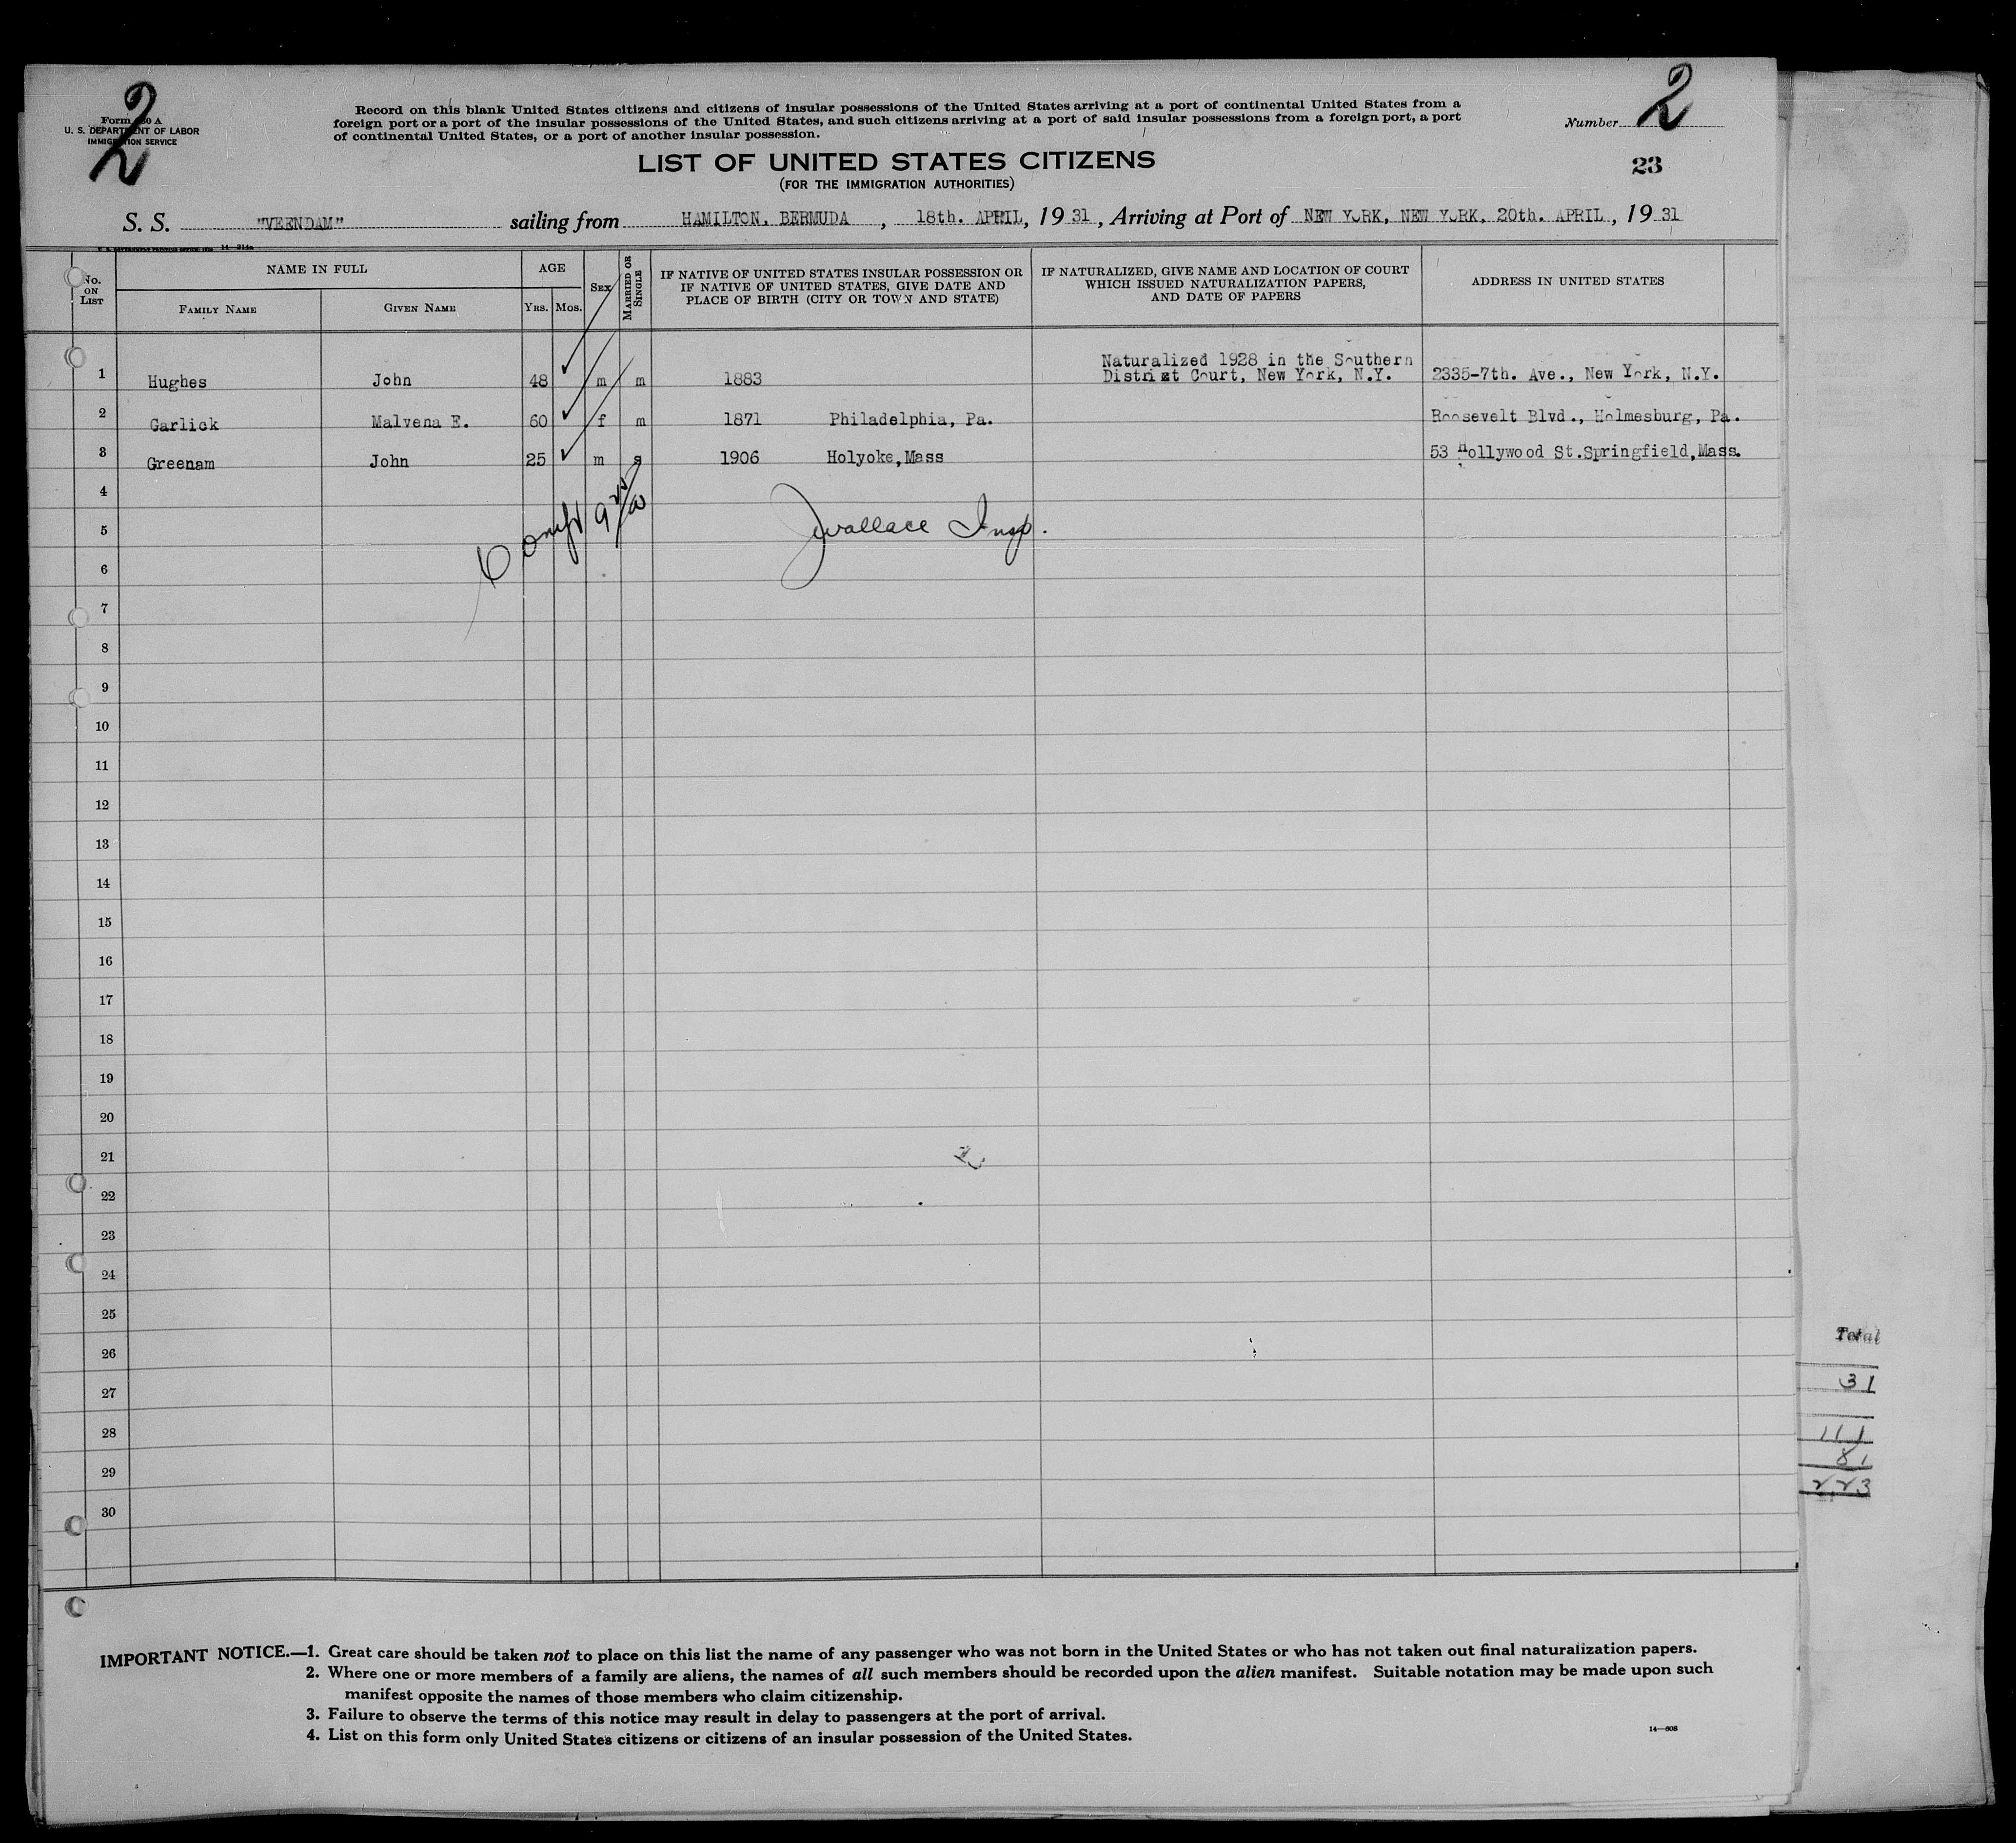 2
2
Form 630 A
U. S. DEPARTMENT OF LABOR
IMMIGRATION SERVICE
Record on this blank United States citizens and citizens of insular possessions of the United States arriving at a port of continental United States from a
foreign port or a port of the insular possessions of the United States, and such citizens arriving at a port of said insular possessions from a foreign port, a port
of continental United States, or a port of another insular possession.
Number
LIST OF UNITED STATES CITIZENS
(FOR THE IMMIGRATION AUTHORITIES)
23
S. S. "VEENDAM" sailing from HAMILTON, BERMUDA, 18th. APRIL, 1931, Arriving at Port of NEW YORK, NEW YORK, 20th. APRIL, 1931
No. ON LIST
NAME IN FULL
FAMILY NAME
GIVEN NAME
AGE
YRS.
MOS.
SEX
MARRIED OR SINGLE
IF NATIVE OF UNITED STATES INSULAR POSSESSION OR
IF NATIVE OF UNITED STATES, GIVE DATE AND
PLACE OF BIRTH (CITY OR TOWN AND STATE)
IF NATURALIZED, GIVE NAME AND LOCATION OF COURT
WHICH ISSUED NATURALIZATION PAPERS,
AND DATE OF PAPERS
ADDRESS IN UNITED STATES
Naturalized 1928 in the Southern
1 Hughes John 48 m m 1883 Distrizt Court, New York, N.Y. 2335-7th. Ave., New York, N.Y.
2 Garlick Malvena E. 60 f m 1871 Philadelphia, Pa. Roosevelt Blvd., Holmesburg, Pa.
3 Greenam John 25 m s 1906 Holyoke,Mass 53 Hollywood St.Springfield,Mass.
4
5 Jwallace Insp.
6
7
8
9
10
11
12
13
14
15
16
17
18
19
20
21
22
23
24
25
26
27
28
29
30
Total
31
111
81
223
IMPORTANT NOTICE.—1. Great care should be taken not to place on this list the name of any passenger who was not born in the United States or who has not taken out final naturalization papers.
2. Where one or more members of a family are aliens, the names of all such members should be recorded upon the alien manifest. Suitable notation may be made upon such
manifest opposite the names of those members who claim citizenship.
3. Failure to observe the terms of this notice may result in delay to passengers at the port of arrival.
4. List on this form only United States citizens or citizens of an insular possession of the United States.
14—608